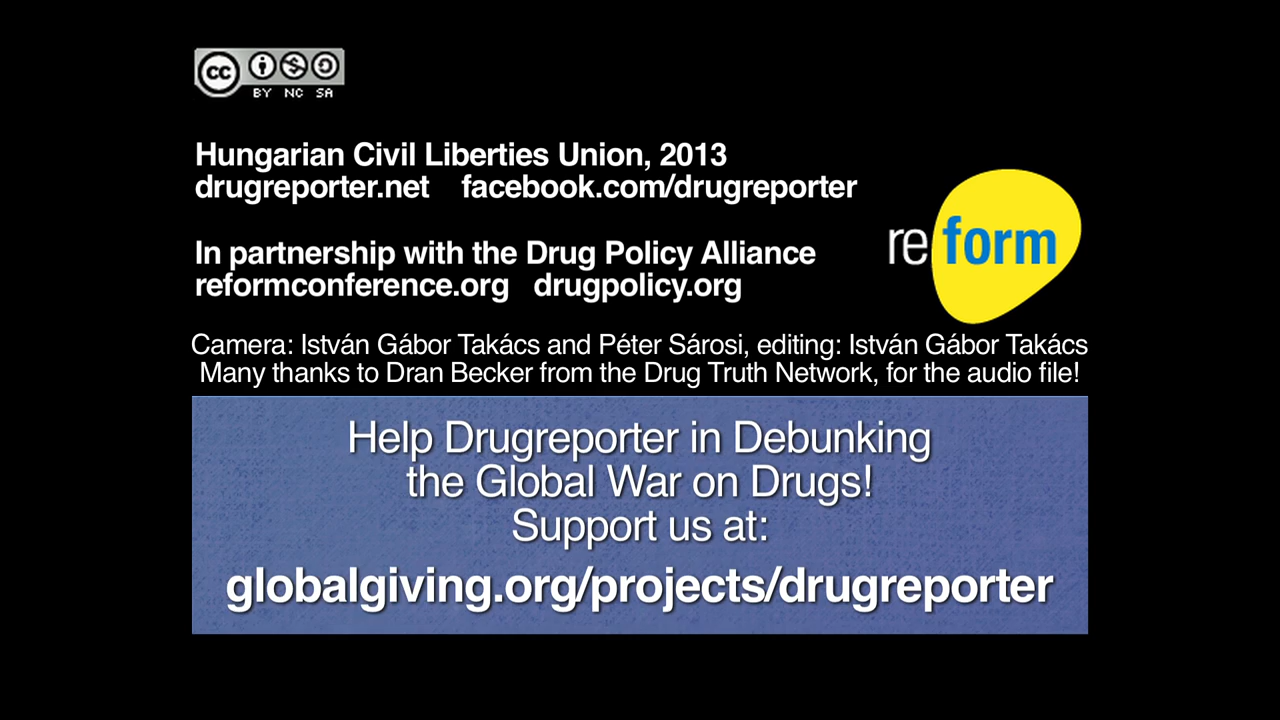 cc BY NC SA
Hungarian Civil Liberties Union, 2013
drugreporter.net facebook.com/drugreporter
In partnership with the Drug Policy Alliance
reformconference.org drugpolicy.org
reform
Camera: István Gábor Takács and Péter Sárosi, editing: István Gábor Takács
Many thanks to Dran Becker from the Drug Truth Network, for the audio file!
Help Drugreporter in Debunking
the Global War on Drugs!
Support us at:
globalgiving.org/projects/drugreporter